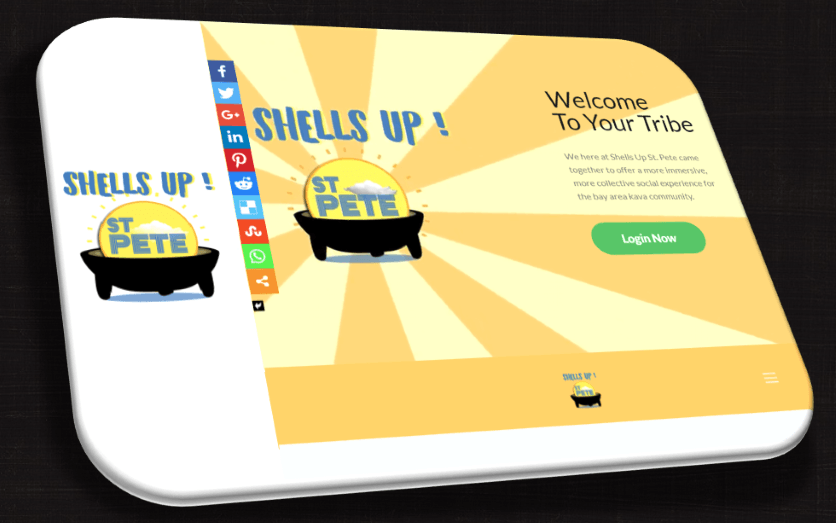 SHELLS UP !
ST
PETE
SHELLS UP !
ST
PETE
Welcome
To Your Tribe
We here at Shells Up St. Pete came
together to offer a more immersive,
more collective social experience for
the bay area kava community.
Login Now
SHELLS UP !
ST
PETE
f
G+
in